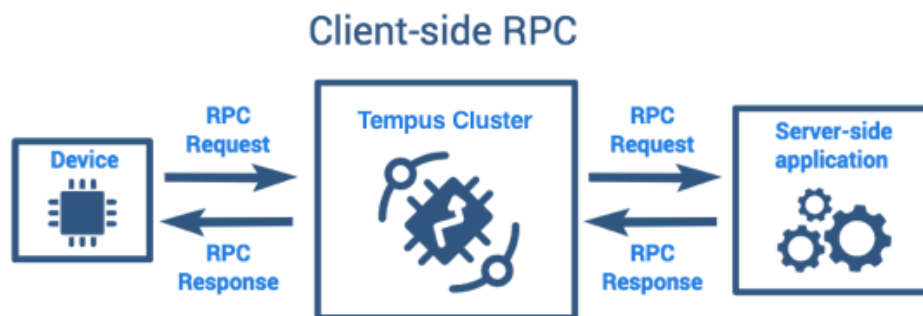 Client-side RPC
Device
RPC
Request
RPC
Response
Tempus Cluster
RPC
Request
RPC
Response
Server-side
application